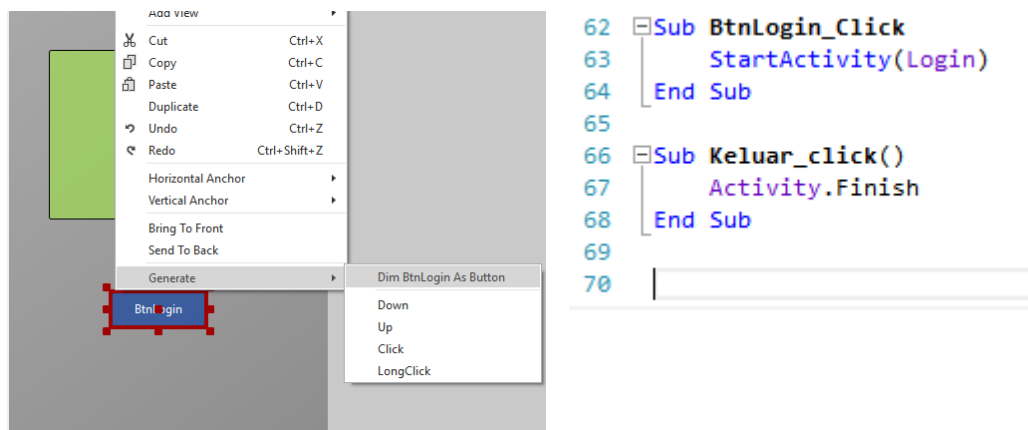 Add View
Cut Ctrl+X
Copy Ctrl+C
Paste Ctrl+V
Duplicate Ctrl+D
Undo Ctrl+Z
Redo Ctrl+Shift+Z
Horizontal Anchor
Vertical Anchor
Bring To Front
Send To Back
Generate
Dim BtnLogin As Button
Down
Up
Click
LongClick
BtnLogin
62 Sub BtnLogin_Click
63 StartActivity(Login)
64 End Sub
65
66 Sub Keluar_click()
67 Activity.Finish
68 End Sub
69
70